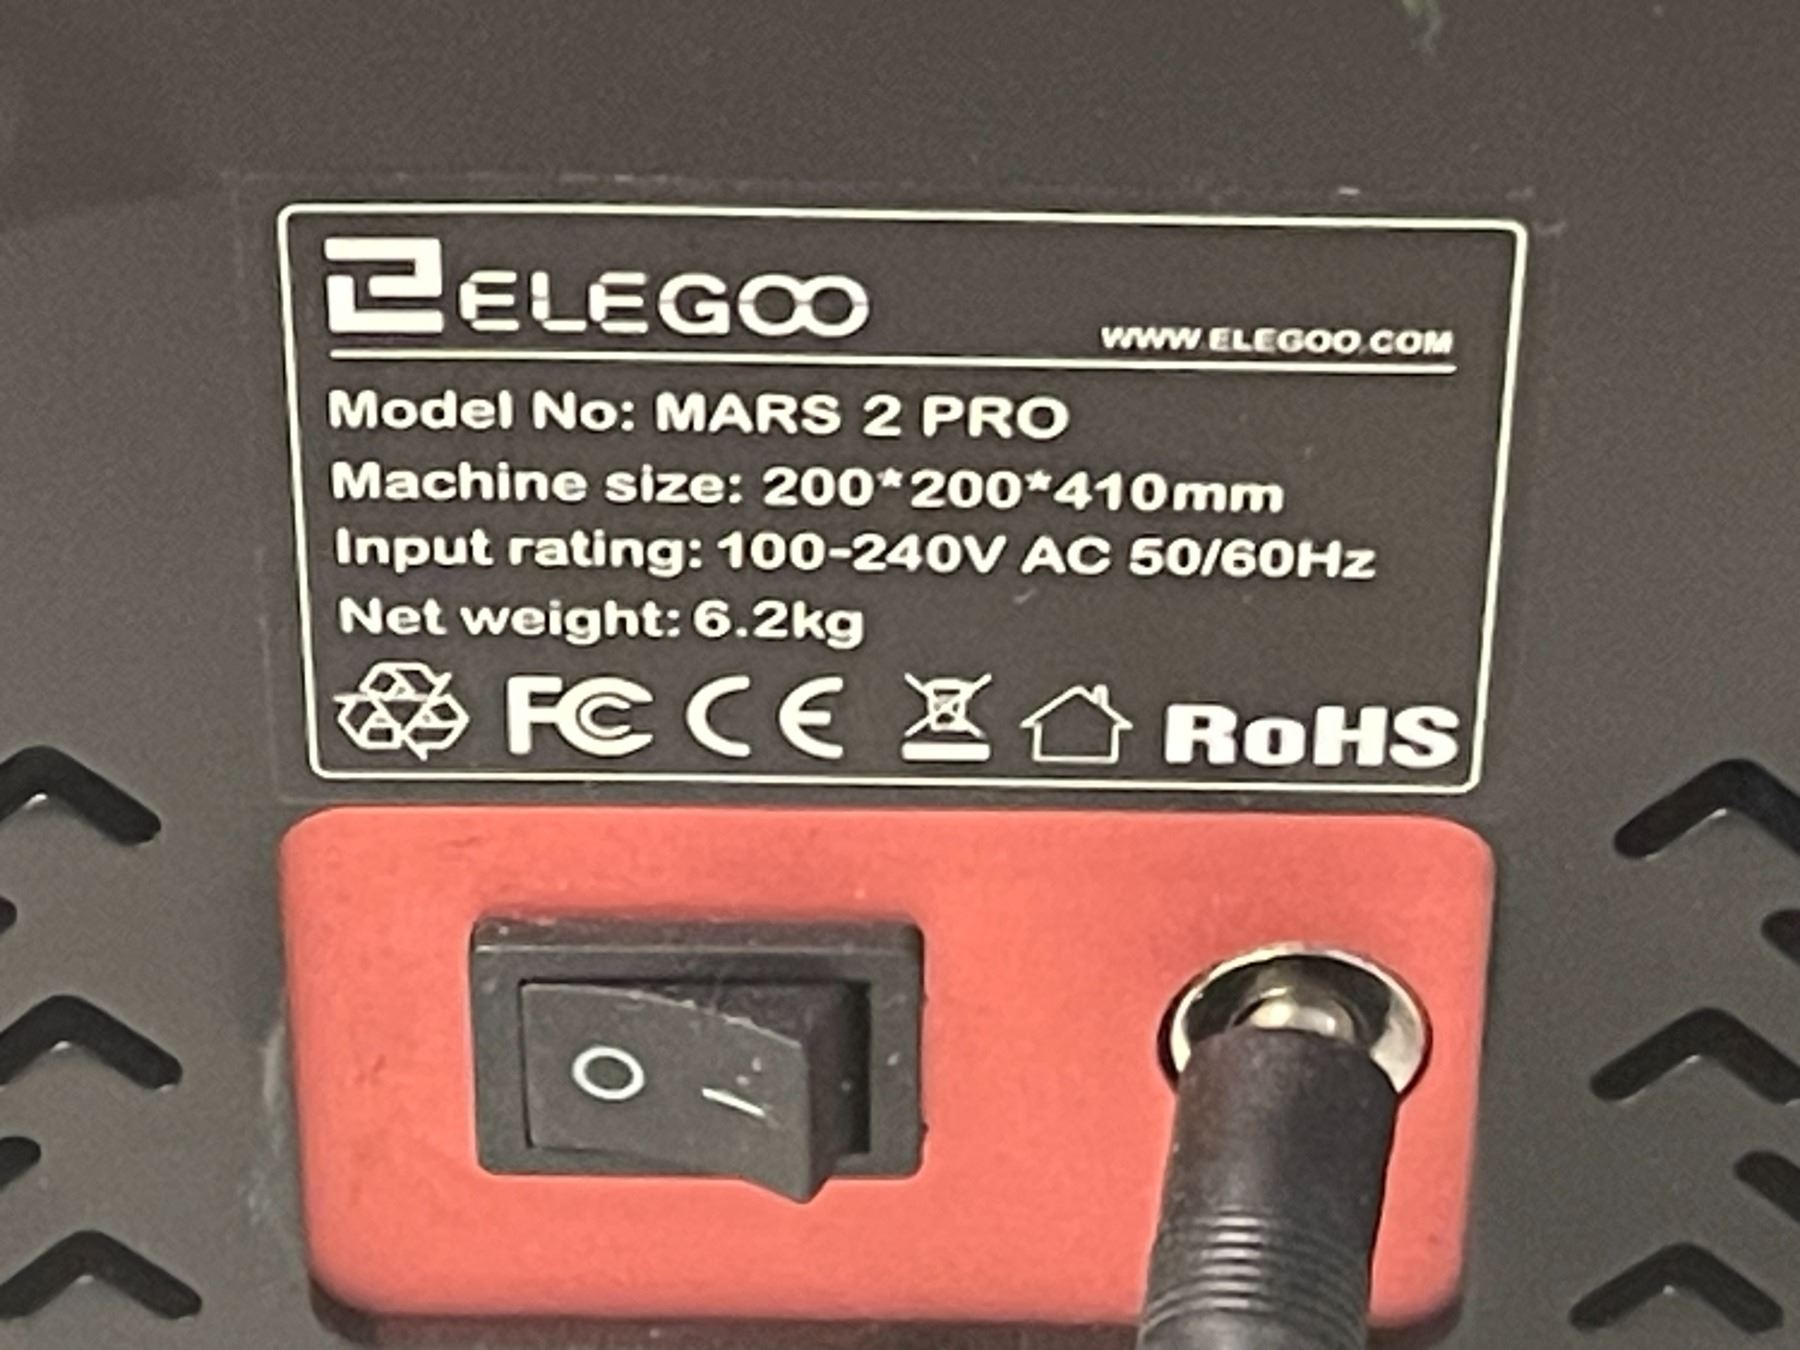 ELEGOO
WWW.ELEGOO.COM
Model No: MARS 2 PRO
Machine size: 200*200*410mm
Input rating: 100-240V AC 50/60Hz
Net weight: 6.2kg
FC CE RoHS
O I